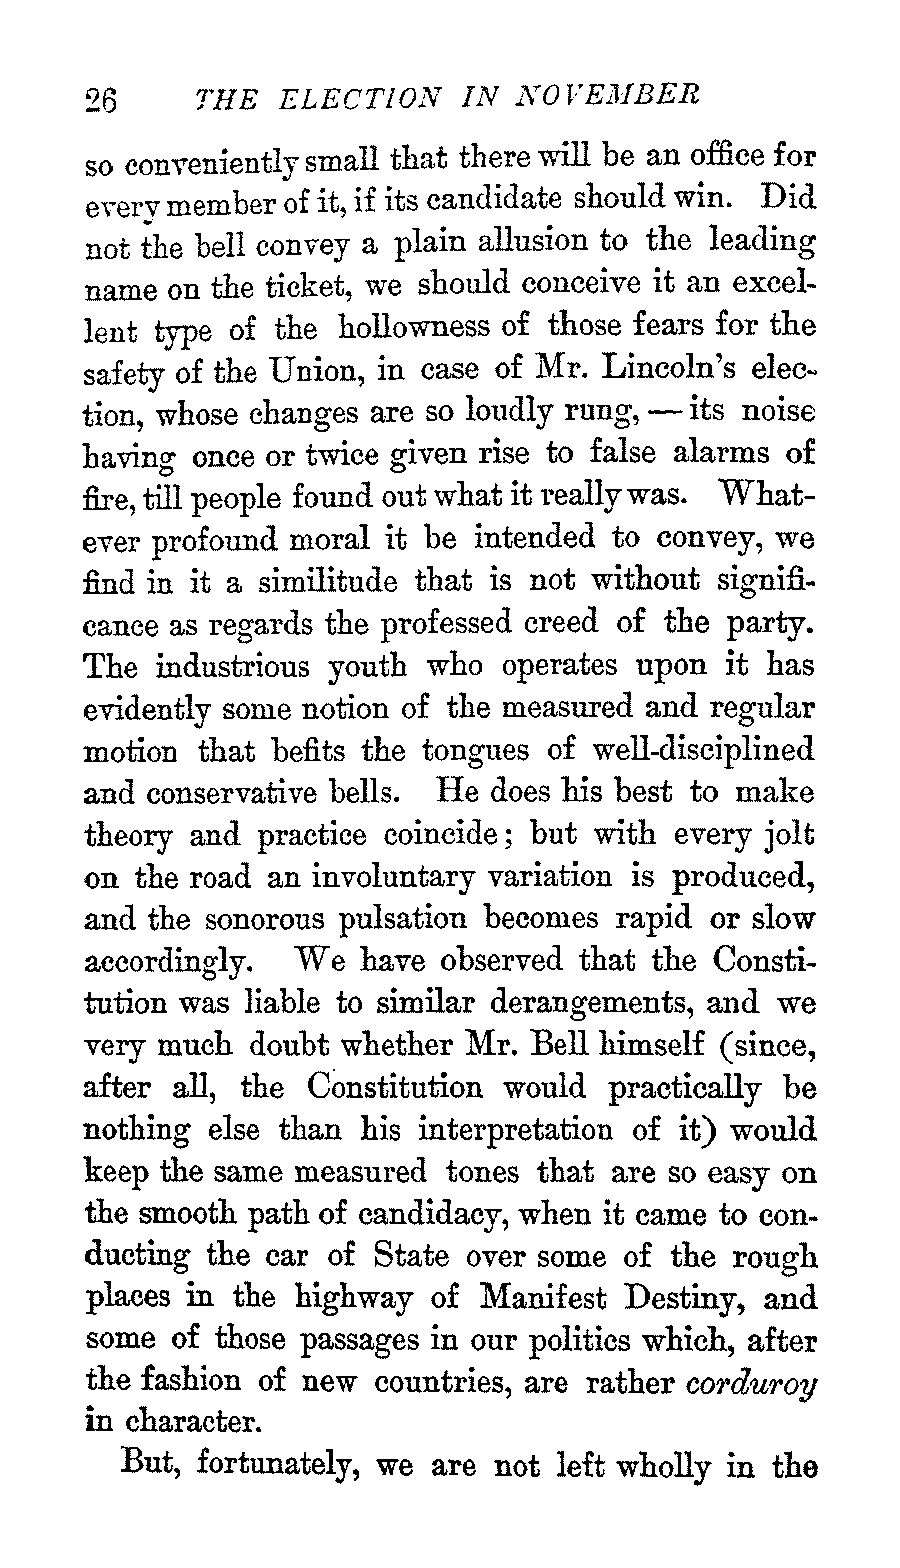 26 THE ELECTION IN NOVEMBER
so conveniently small that there will be an office for
every member of it, if its candidate should win. Did
not the bell convey a plain allusion to the leading
name on the ticket, we should conceive it an excel-
lent type of the hollowness of those fears for the
safety of the Union, in case of Mr. Lincoln's elec-
tion, whose changes are so loudly rung, — its noise
having once or twice given rise to false alarms of
fire, till people found out what it really was. What-
ever profound moral it be intended to convey, we
find in it a similitude that is not without signifi-
cance as regards the professed creed of the party.
The industrious youth who operates upon it has
evidently some notion of the measured and regular
motion that befits the tongues of well-disciplined
and conservative bells. He does his best to make
theory and practice coincide; but with every jolt
on the road an involuntary variation is produced,
and the sonorous pulsation becomes rapid or slow
accordingly. We have observed that the Consti-
tution was liable to similar derangements, and we
very much doubt whether Mr. Bell himself (since,
after all, the Constitution would practically be
nothing else than his interpretation of it) would
keep the same measured tones that are so easy on
the smooth path of candidacy, when it came to con-
ducting the car of State over some of the rough
places in the highway of Manifest Destiny, and
some of those passages in our politics which, after
the fashion of new countries, are rather corduroy
in character.
But, fortunately, we are not left wholly in the